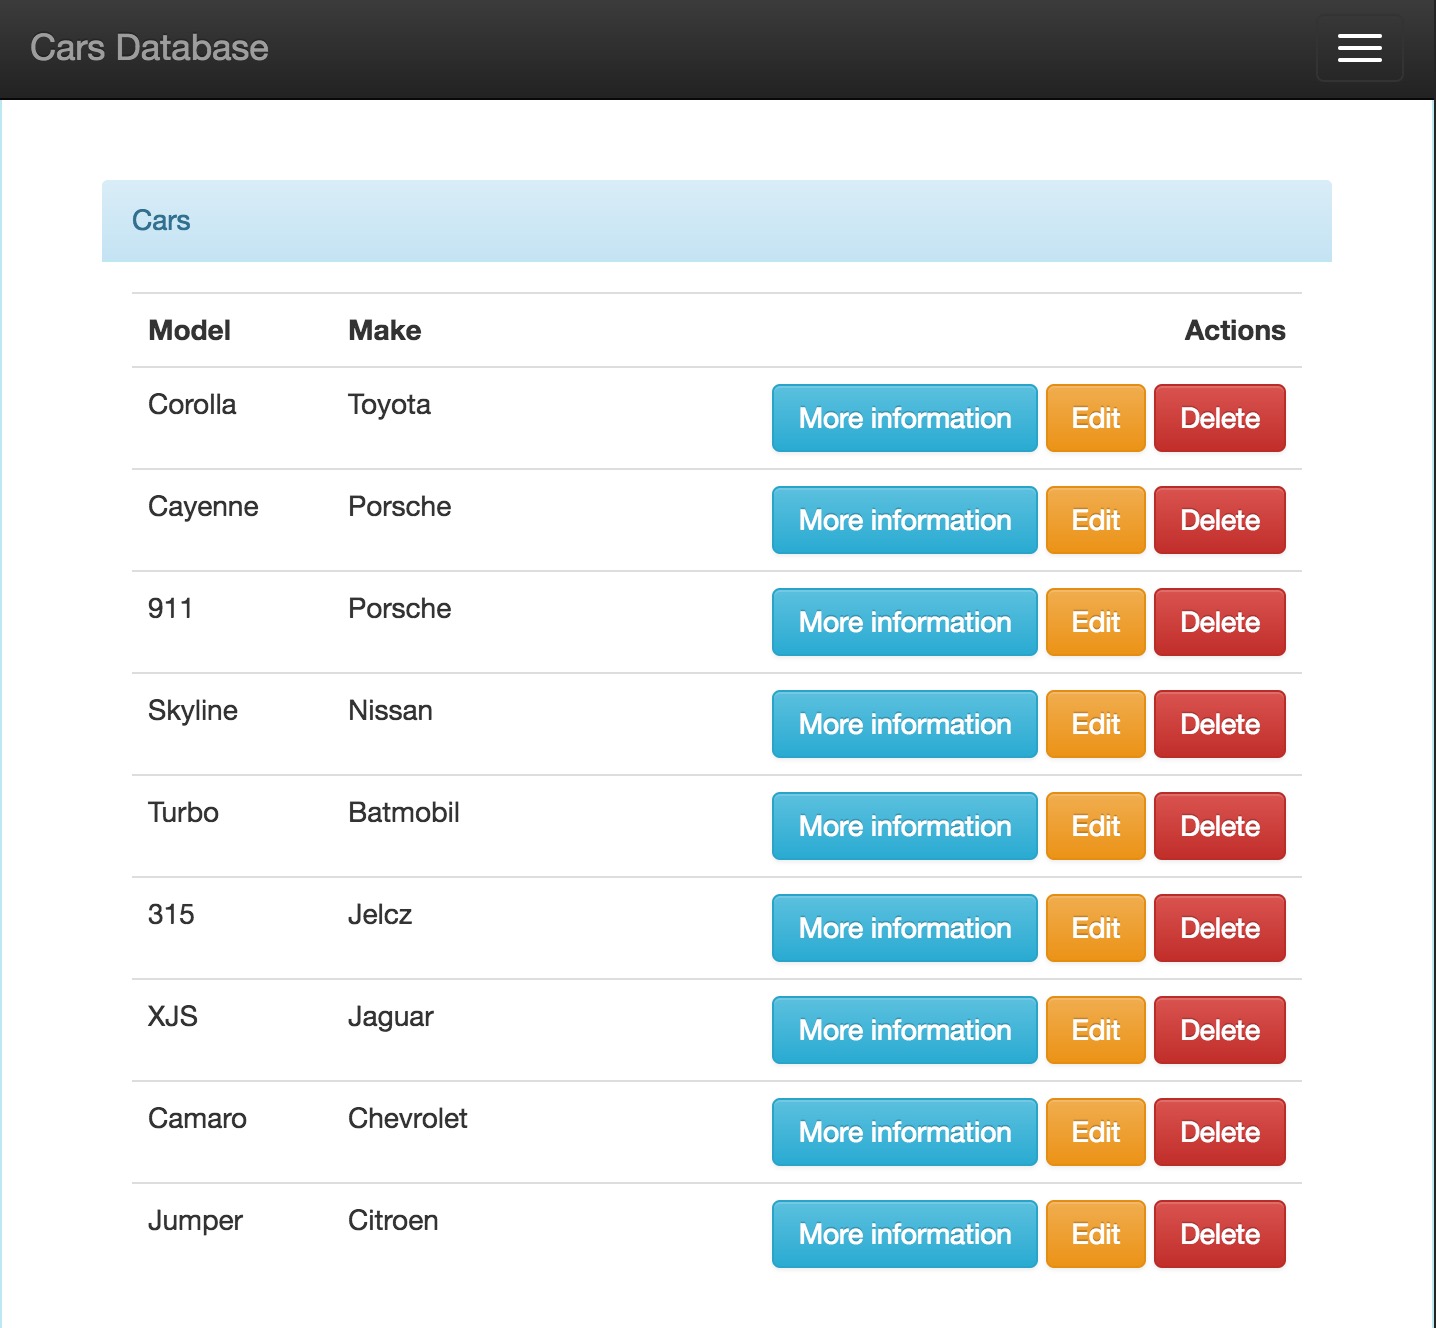 Cars Database
Cars
Model Make Actions
Corolla Toyota More information Edit Delete
Cayenne Porsche More information Edit Delete
911 Porsche More information Edit Delete
Skyline Nissan More information Edit Delete
Turbo Batmobil More information Edit Delete
315 Jelcz More information Edit Delete
XJS Jaguar More information Edit Delete
Camaro Chevrolet More information Edit Delete
Jumper Citroen More information Edit Delete